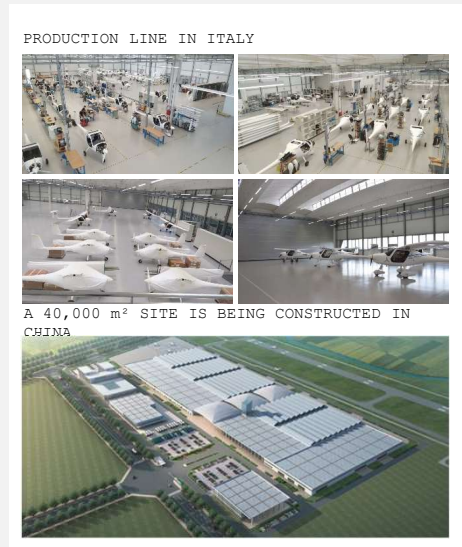 PRODUCTION LINE IN ITALY
A 40,000 m² SITE IS BEING CONSTRUCTED IN
CHINA